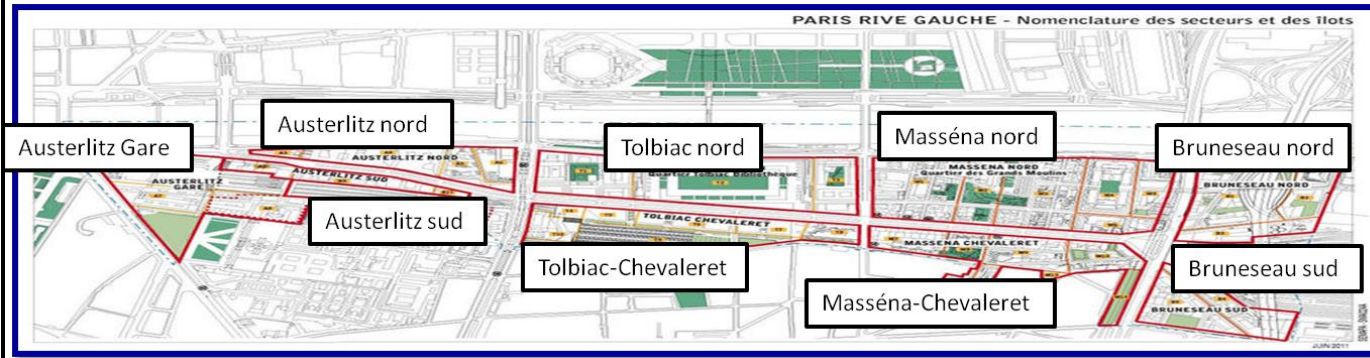 PARIS RIVE GAUCHE - Nomenclature des secteurs et des îlots
Austerlitz Gare
Austerlitz nord
Tolbiac nord
Masséna nord
Bruneseau nord
AUSTERLITZ NORD
AUSTERLITZ GARE
AUSTERLITZ SUD
Quartier Tolbiac Bibliothèque
MASSENA NORD
Quartier des Grands Moulins
BRUNESEAU NORD
Austerlitz sud
TOLBIAC CHEVALERET
MASSENA CHEVALERET
Tolbiac-Chevaleret
Masséna-Chevaleret
Bruneseau sud
BRUNESEAU SUD
JUIN 2011